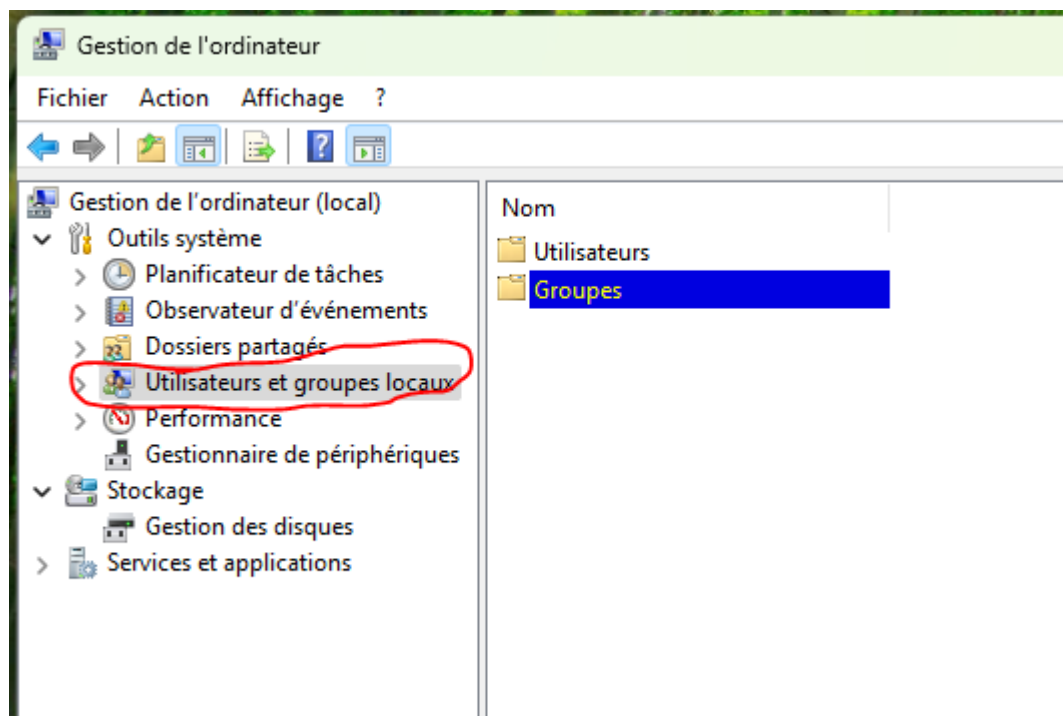 Gestion de l'ordinateur
Fichier Action Affichage ?
Gestion de l'ordinateur (local)
Outils système
Planificateur de tâches
Observateur d'événements
Dossiers partagés
Utilisateurs et groupes locaux
Performance
Gestionnaire de périphériques
Stockage
Gestion des disques
Services et applications
Nom
Utilisateurs
Groupes